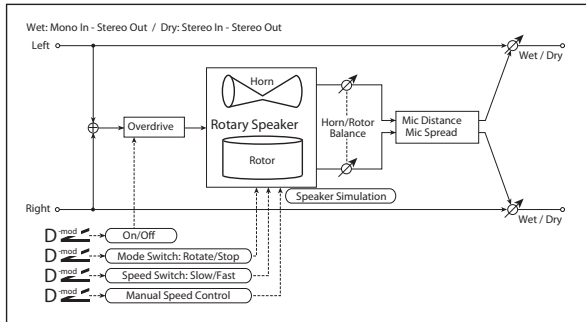 Wet: Mono In - Stereo Out / Dry: Stereo In - Stereo Out
Left
Wet / Dry
Horn
Overdrive
Rotary Speaker
Horn/Rotor
Balance
Mic Distance
Mic Spread
Rotor
Speaker Simulation
Right
Wet / Dry
D-mod
On/Off
D-mod
Mode Switch: Rotate/Stop
D-mod
Speed Switch: Slow/Fast
D-mod
Manual Speed Control